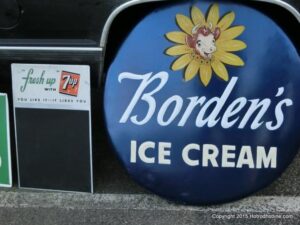 "fresh up"
WITH
7up
YOU LIKE IT - IT LIKES YOU
Borden's
ICE CREAM
Copyright 2015 Hotrodhotline.com